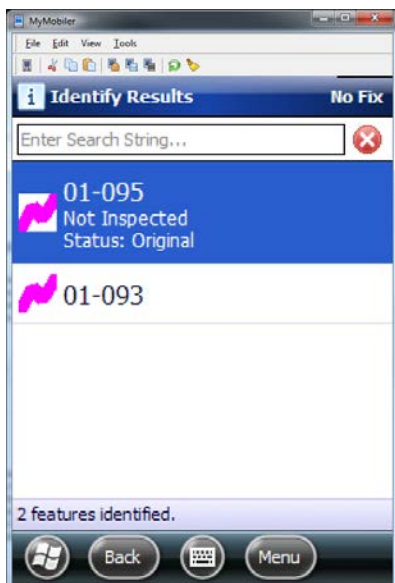 MyMobiler
File Edit View Tools
i Identify Results No Fix
Enter Search String...
01-095
Not Inspected
Status: Original
01-093
2 features identified.
Back Menu